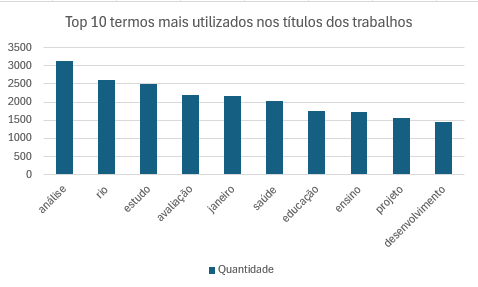 Top 10 termos mais utilizados nos títulos dos trabalhos
3500
3000
2500
2000
1500
1000
500
0
análise
rio
estudo
avaliação
janeiro
saúde
educação
ensino
projeto
desenvolvimento
Quantidade